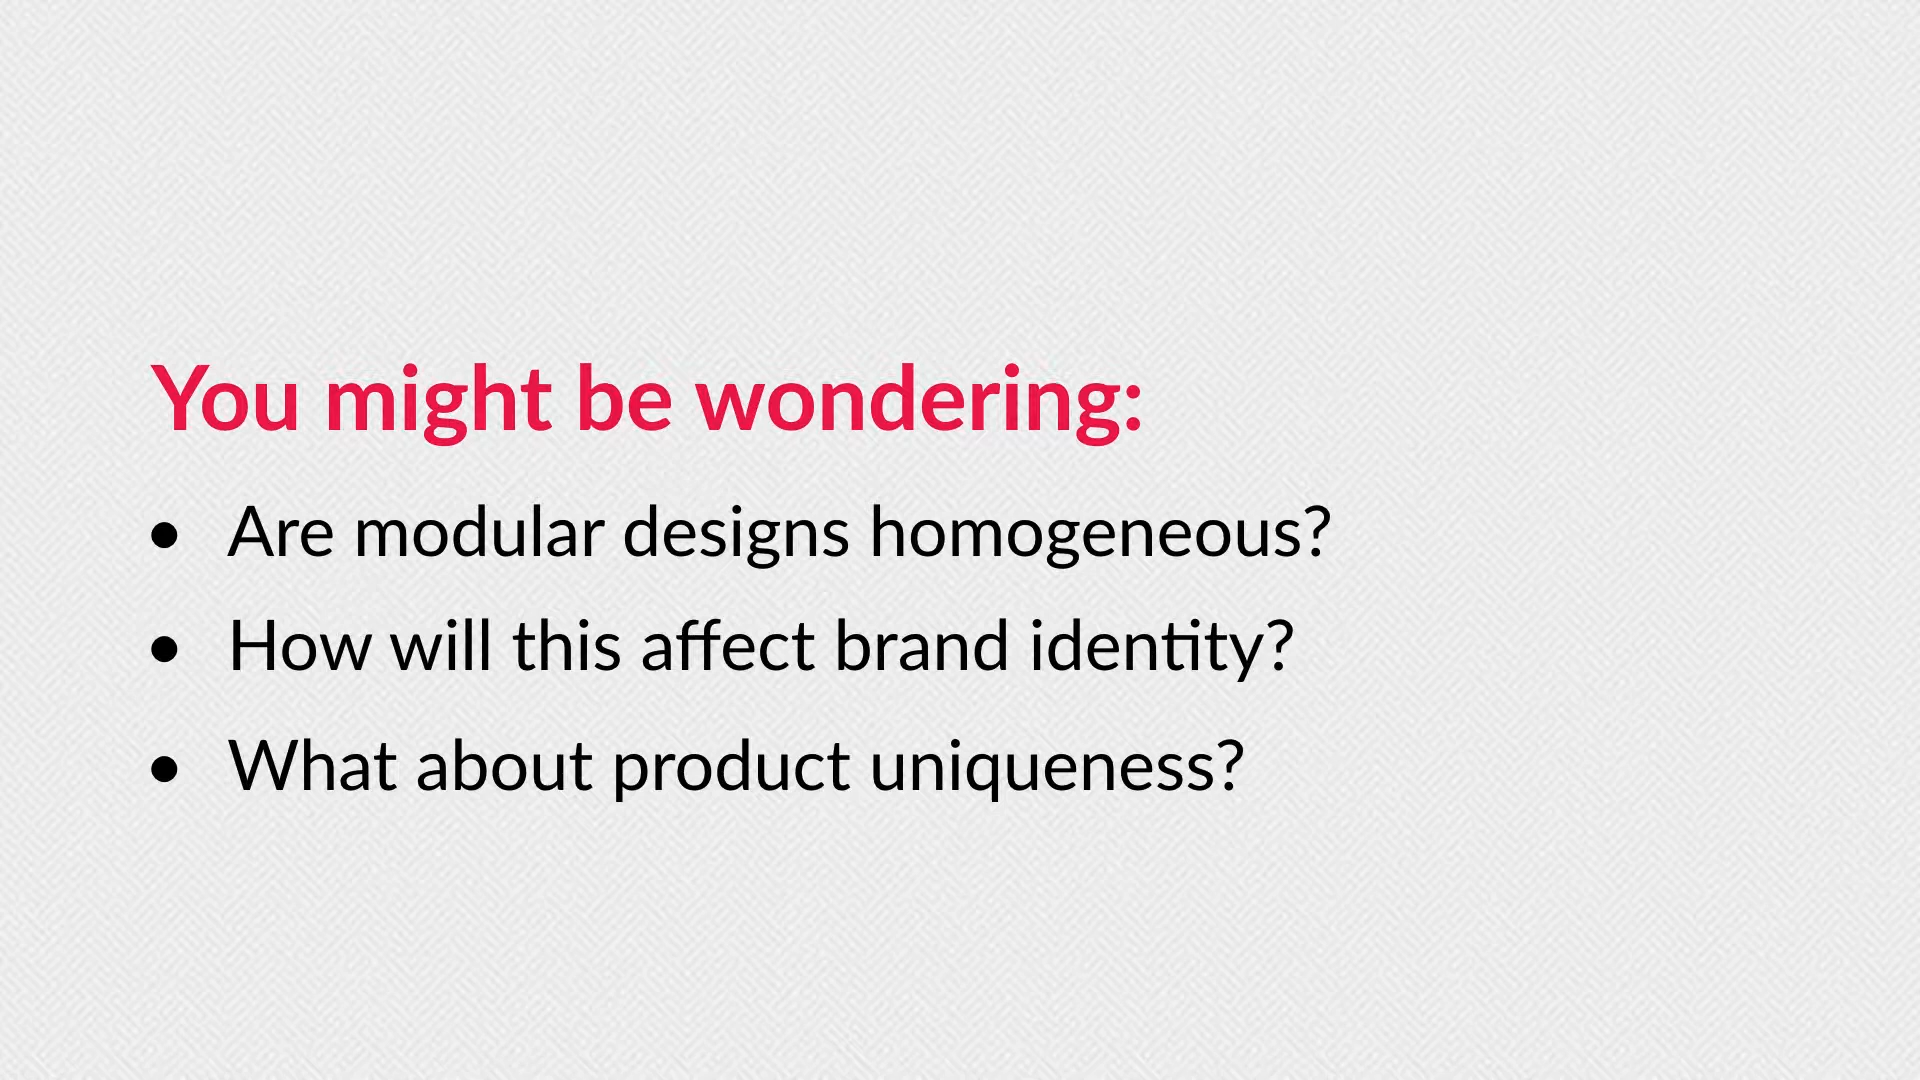 You might be wondering:
• Are modular designs homogeneous?
• How will this affect brand identity?
• What about product uniqueness?